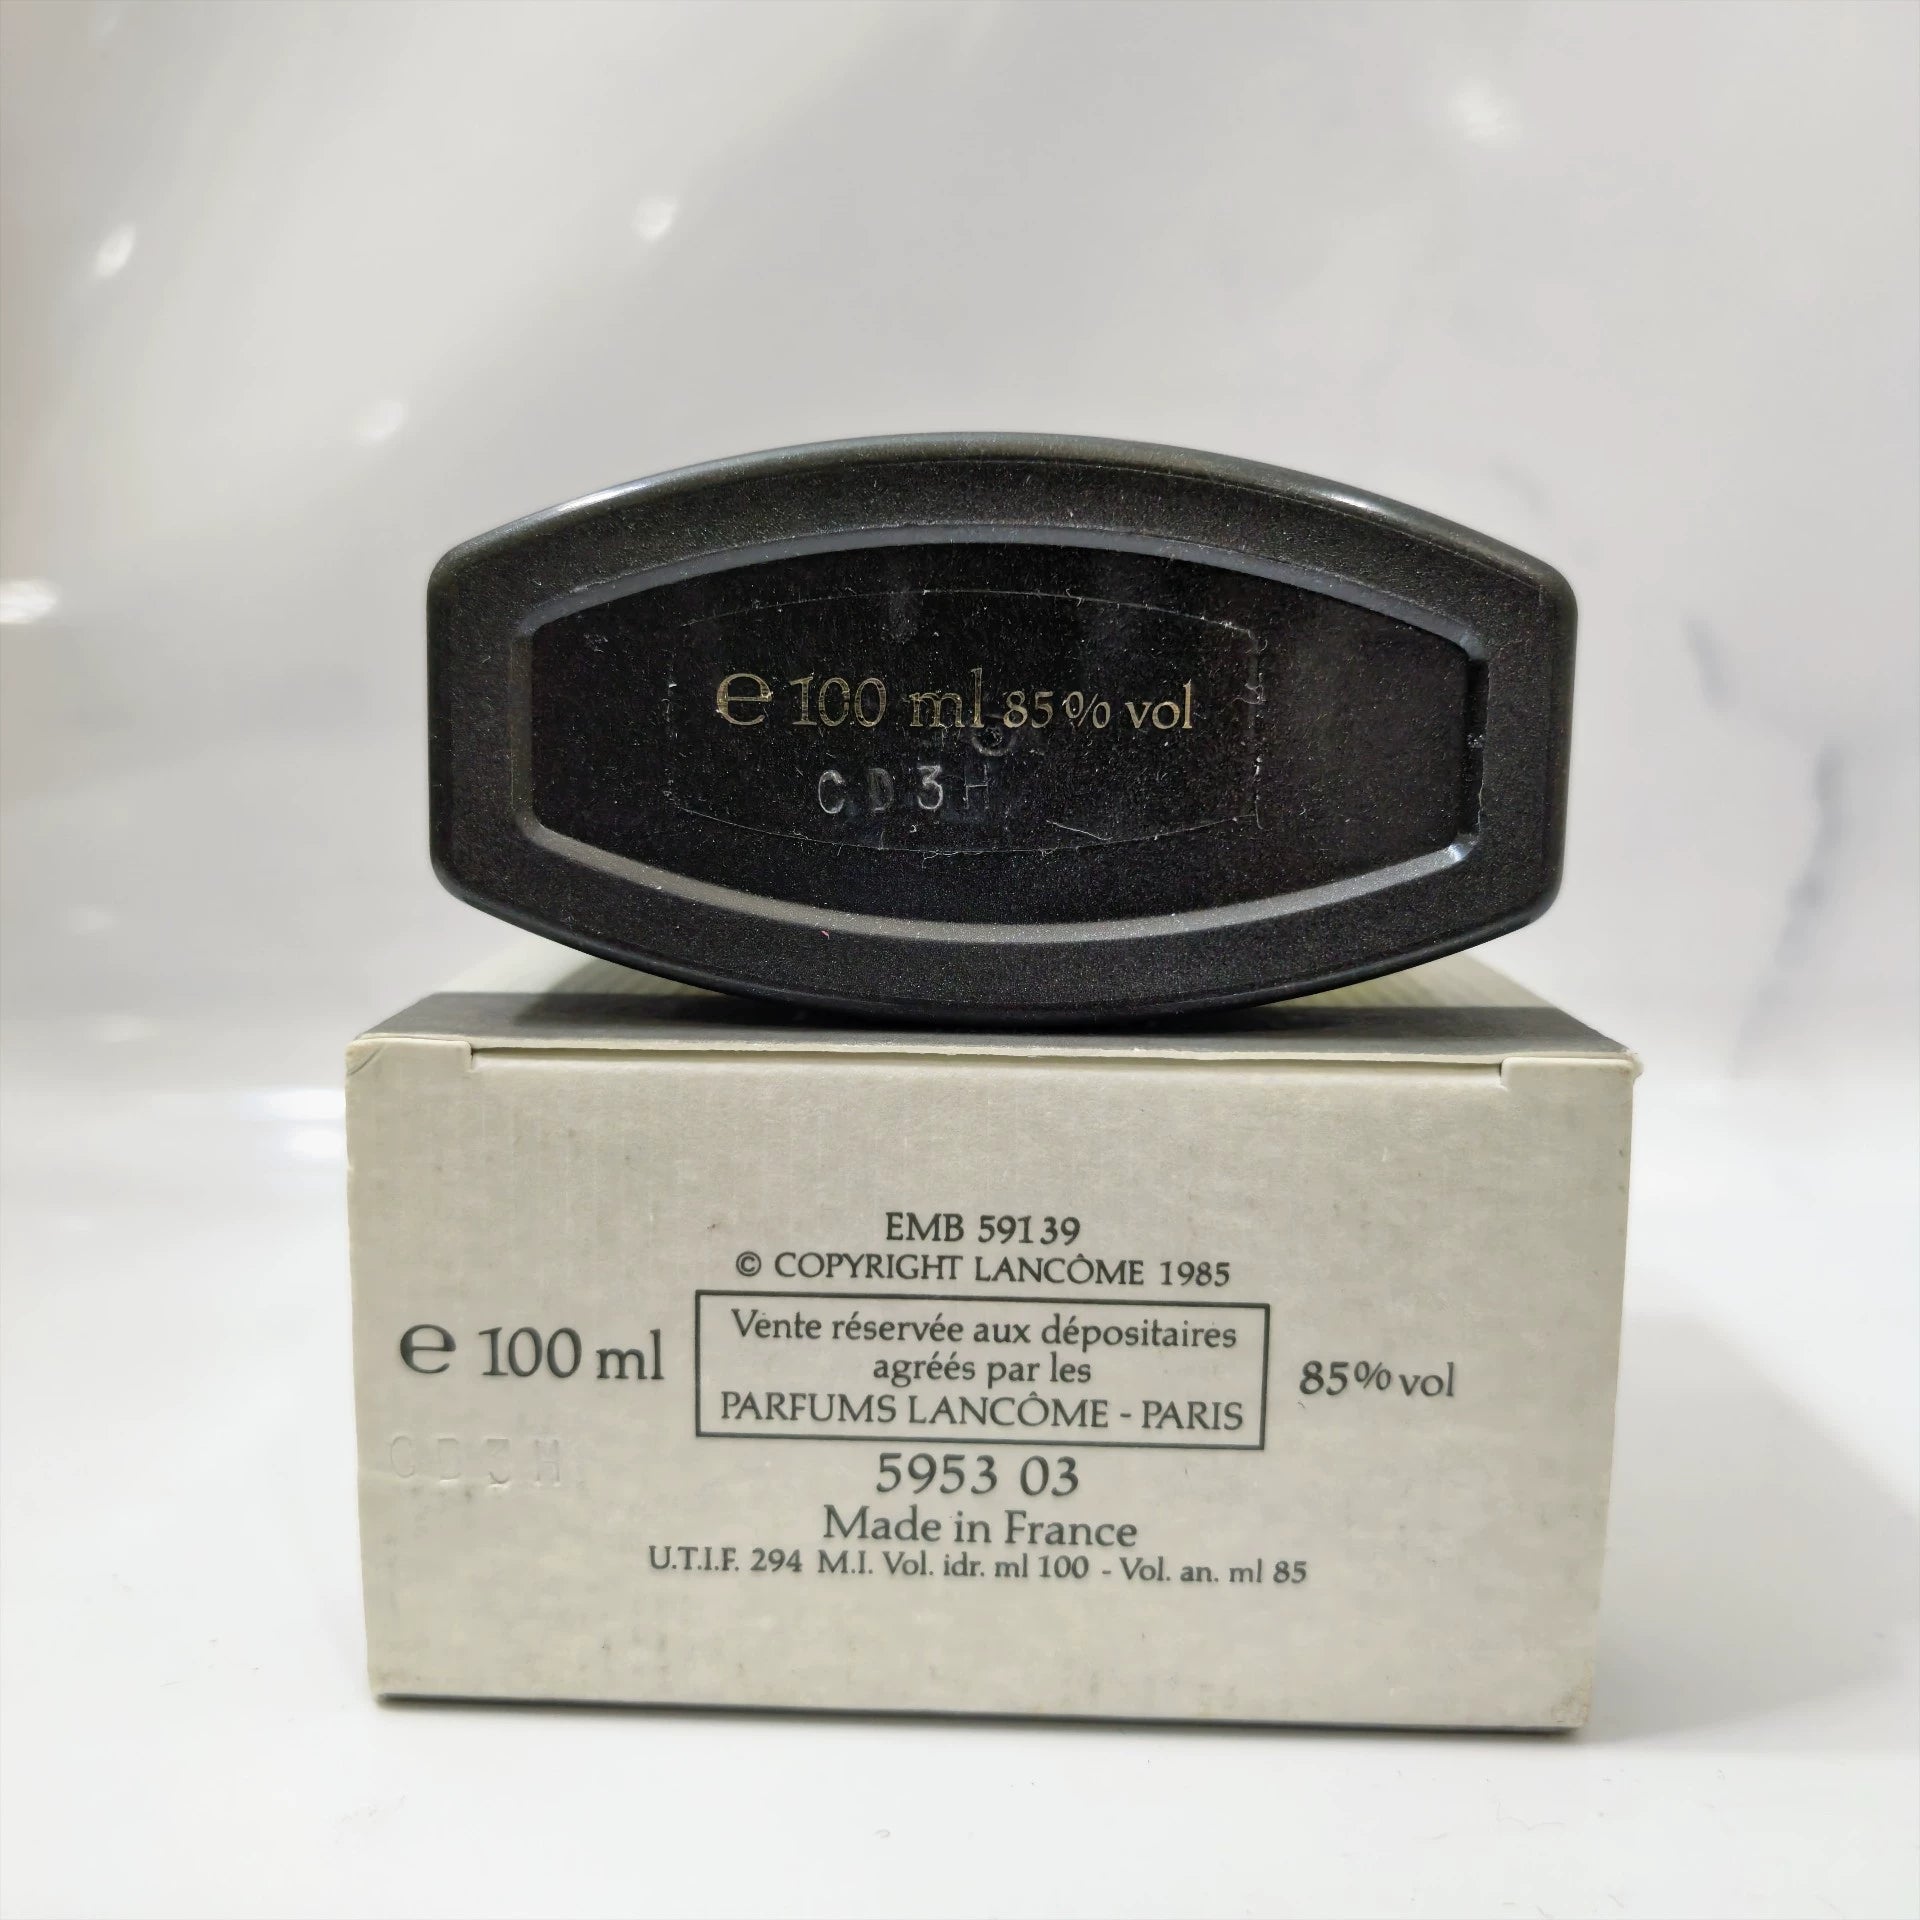 ℮ 100 ml 85% vol
CD3H
EMB 59139
© COPYRIGHT LANCÔME 1985
℮ 100 ml
Vente réservée aux dépositaires
agréés par les
PARFUMS LANCÔME - PARIS
85% vol
CD3H
5953 03
Made in France
U.T.I.F. 294 M.I. Vol. idr. ml 100 - Vol. an. ml 85